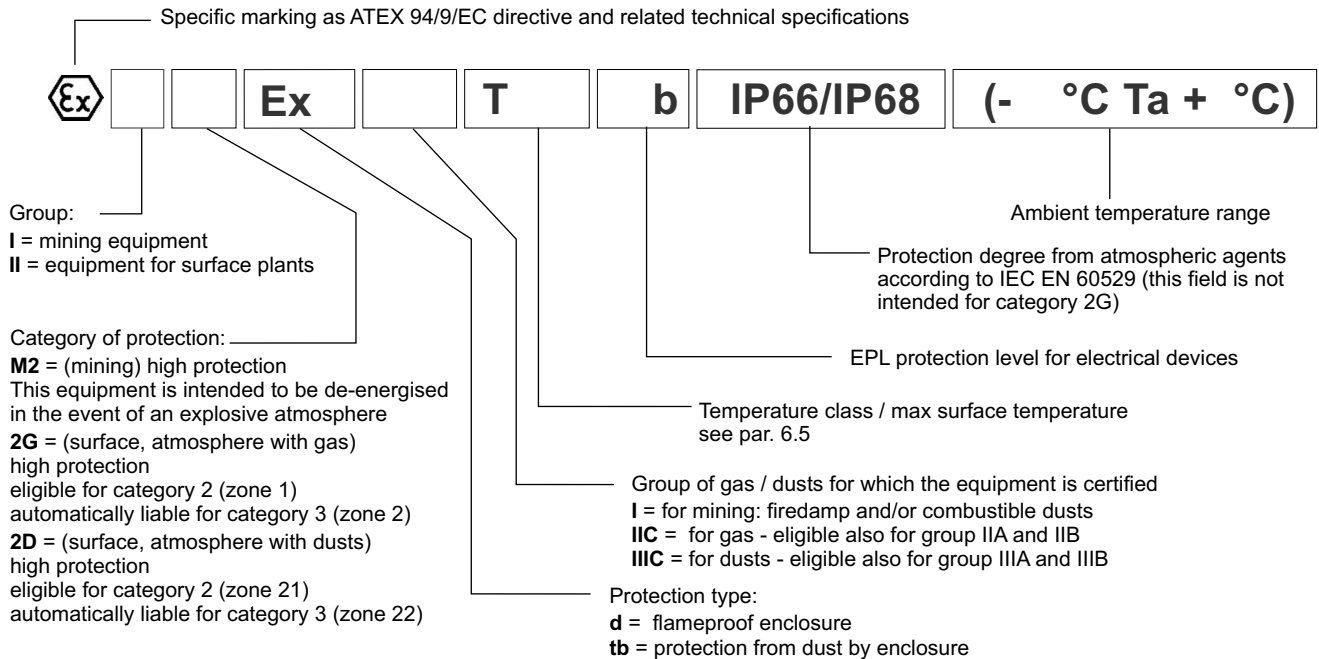 Specific marking as ATEX 94/9/EC directive and related technical specifications
Ex Ex T b IP66/IP68 (- °C Ta + °C)
Group:
I = mining equipment
II = equipment for surface plants
Category of protection:
M2 = (mining) high protection
This equipment is intended to be de-energised
in the event of an explosive atmosphere
2G = (surface, atmosphere with gas)
high protection
eligible for category 2 (zone 1)
automatically liable for category 3 (zone 2)
2D = (surface, atmosphere with dusts)
high protection
eligible for category 2 (zone 21)
automatically liable for category 3 (zone 22)
Ambient temperature range
Protection degree from atmospheric agents
according to IEC EN 60529 (this field is not
intended for category 2G)
EPL protection level for electrical devices
Temperature class / max surface temperature
see par. 6.5
Group of gas / dusts for which the equipment is certified
I = for mining: firedamp and/or combustible dusts
IIC = for gas - eligible also for group IIA and IIB
IIIC = for dusts - eligible also for group IIIA and IIIB
Protection type:
d = flameproof enclosure
tb = protection from dust by enclosure